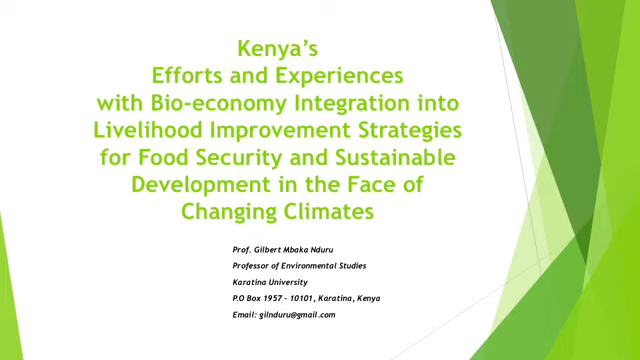 Kenya's
Efforts and Experiences
with Bio-economy Integration into
Livelihood Improvement Strategies
for Food Security and Sustainable
Development in the Face of
Changing Climates
Prof. Gilbert Mbaka Nduru
Professor of Environmental Studies
Karatina University
P.O Box 1957 – 10101, Karatina, Kenya
Email: gilnduru@gmail.com